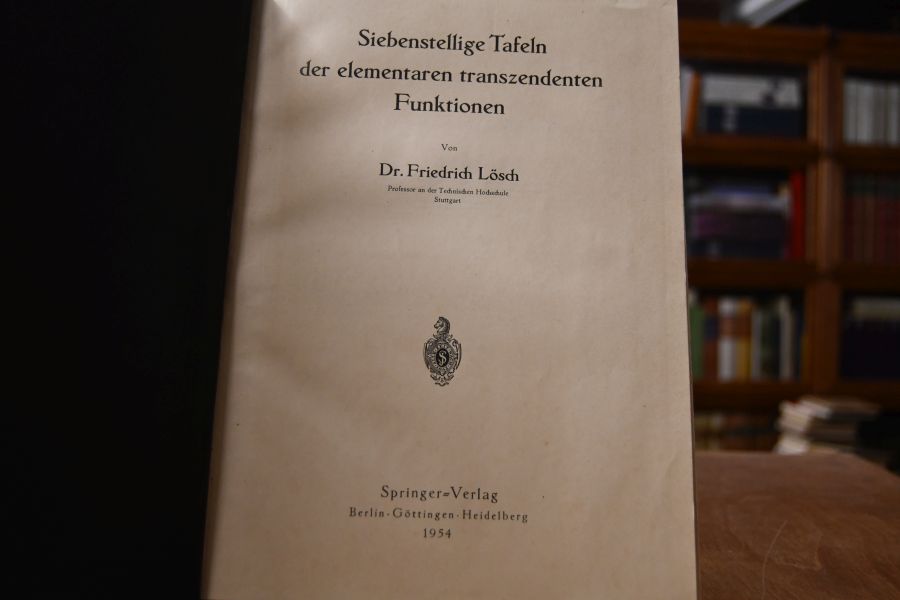 Siebenstellige Tafeln
der elementaren transzendenten
Funktionen
Von
Dr. Friedrich Lösch
Professor an der Technischen Hochschule
Stuttgart
Springer=Verlag
Berlin · Göttingen · Heidelberg
1954